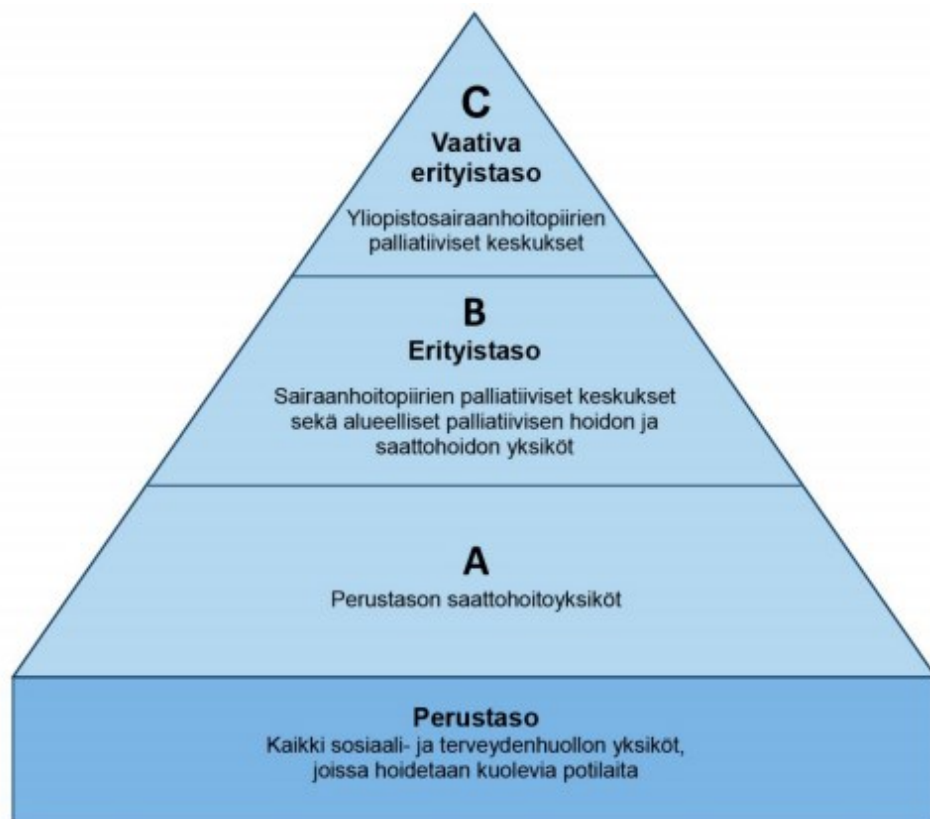 C
Vaativa
erityistaso
Yliopistosairaanhoitopiirien
palliatiiviset keskukset
B
Erityistaso
Sairaanhoitopiirien palliatiiviset keskukset
sekä alueelliset palliatiivisen hoidon ja
saattohoidon yksiköt
A
Perustason saattohoitoyksiköt
Perustaso
Kaikki sosiaali- ja terveydenhuollon yksiköt,
joissa hoidetaan kuolevia potilaita